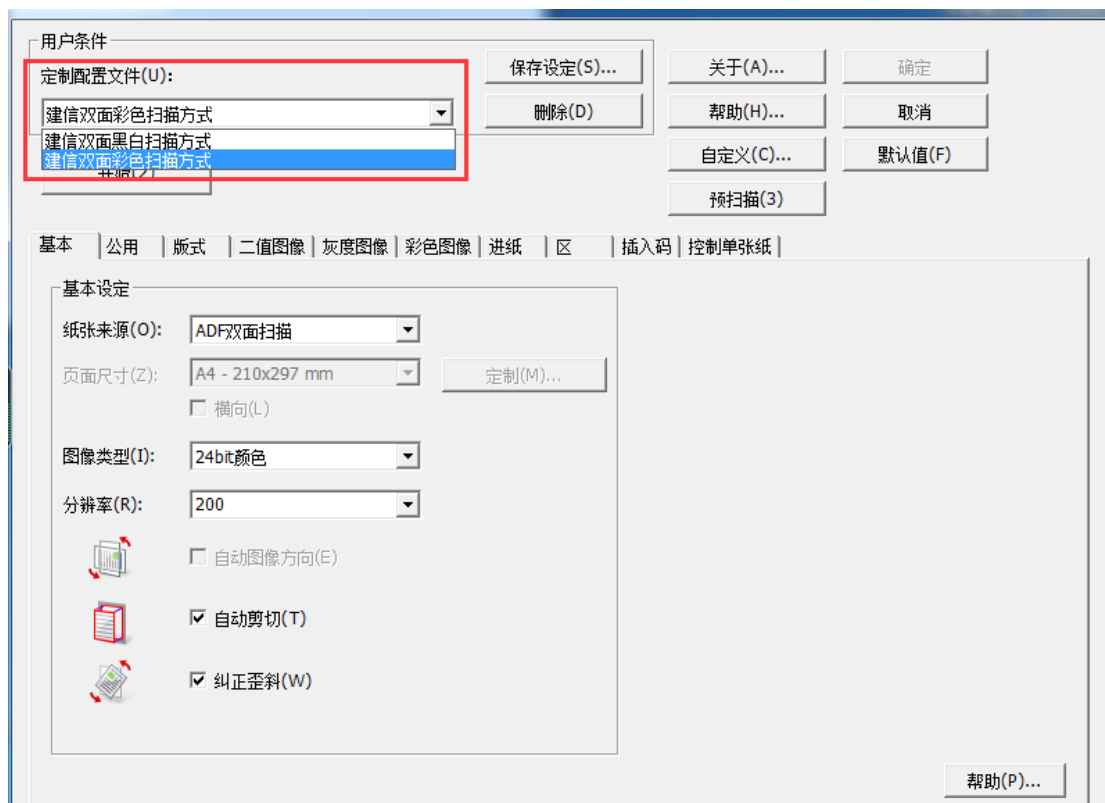 用户条件
定制配置文件(U):
建信双面彩色扫描方式
建信双面黑白扫描方式
建信双面彩色扫描方式
保存设定(S)...
删除(D)
关于(A)...
帮助(H)...
自定义(C)...
预扫描(3)
确定
取消
默认值(F)
基本 公用 版式 二值图像 灰度图像 彩色图像 进纸 区 插入码 控制单张纸
基本设定
纸张来源(O): ADF双面扫描
页面尺寸(Z): A4 - 210x297 mm 定制(M)...
横向(L)
图像类型(I): 24bit颜色
分辨率(R): 200
自动图像方向(E)
自动剪切(T)
纠正歪斜(W)
帮助(P)...